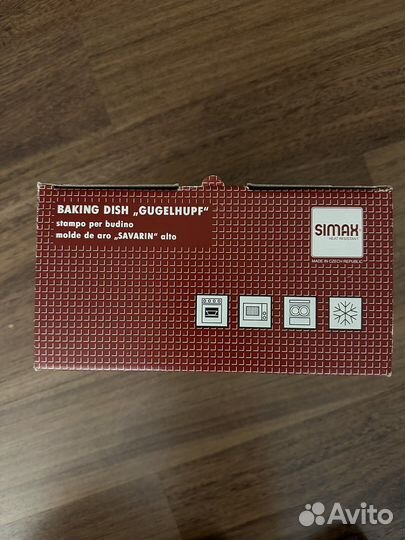 BAKING DISH „GUGELHUPF“
stampo per budino
molde de aro „SAVARIN“ alto
SIMAX
HEAT RESISTANT
MADE IN CZECH REPUBLIC
Avito